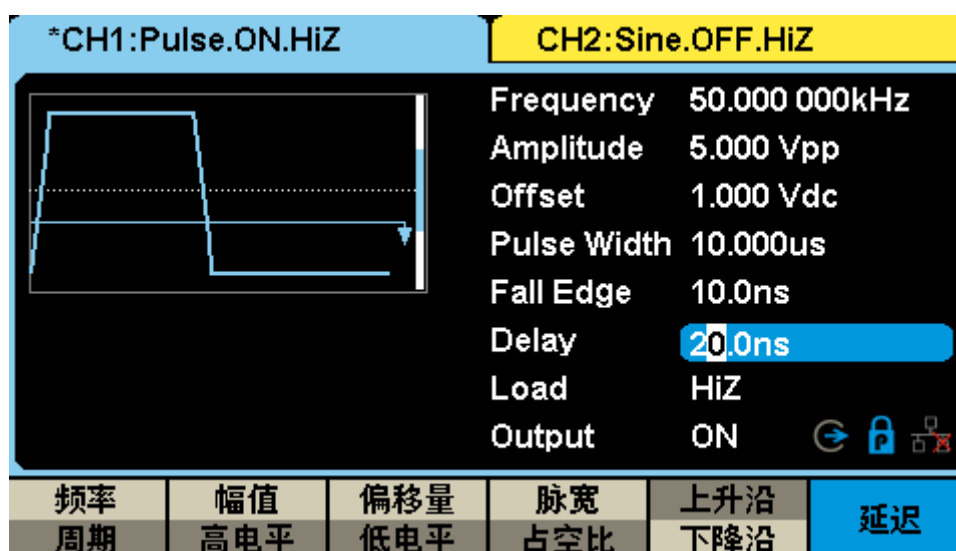 *CH1:Pulse.ON.HiZ
CH2:Sine.OFF.HiZ
Frequency 50.000 000kHz
Amplitude 5.000 Vpp
Offset 1.000 Vdc
Pulse Width 10.000us
Fall Edge 10.0ns
Delay 20.0ns
Load HiZ
Output ON
P
频率 幅值 偏移量 脉宽 上升沿 延迟
周期 高电平 低电平 占空比 下降沿